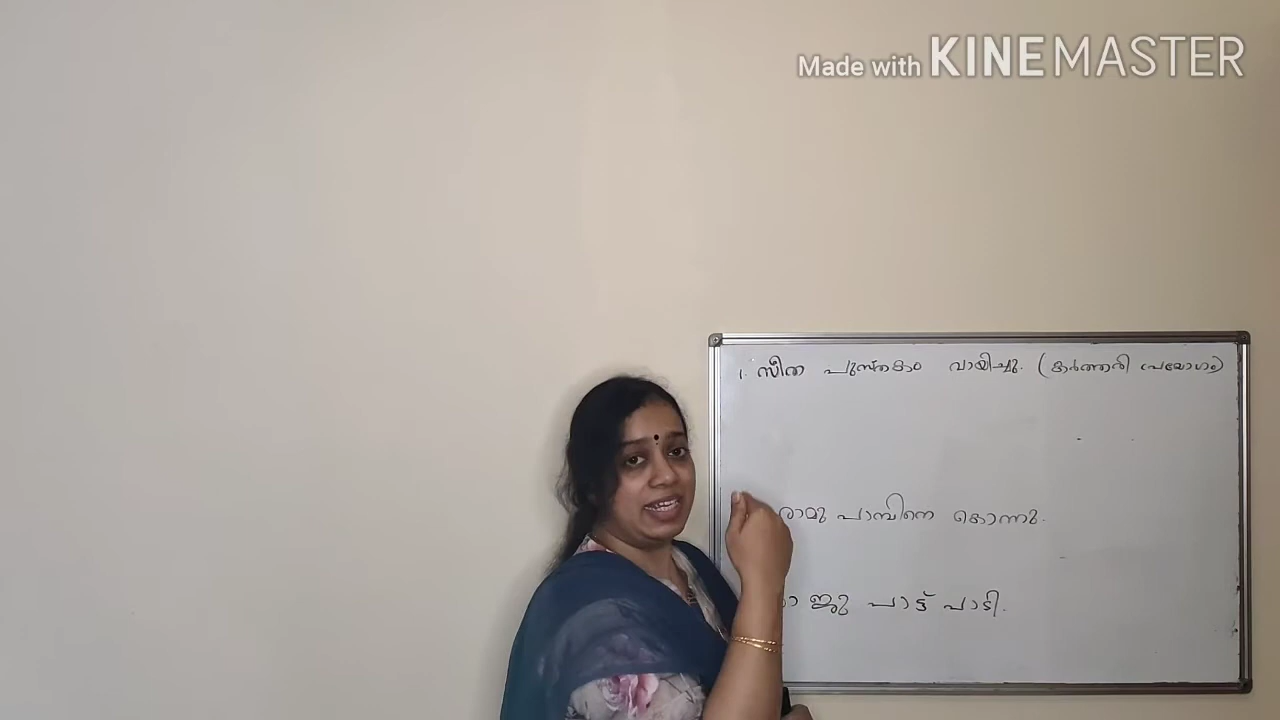 Made with KINEMASTER
1. സീത പുസ്തകം വായിച്ചു. (കർത്തരി പ്രയോഗം)
രാമു പാമ്പിനെ കൊന്നു.
പാട്ട് പാടി.